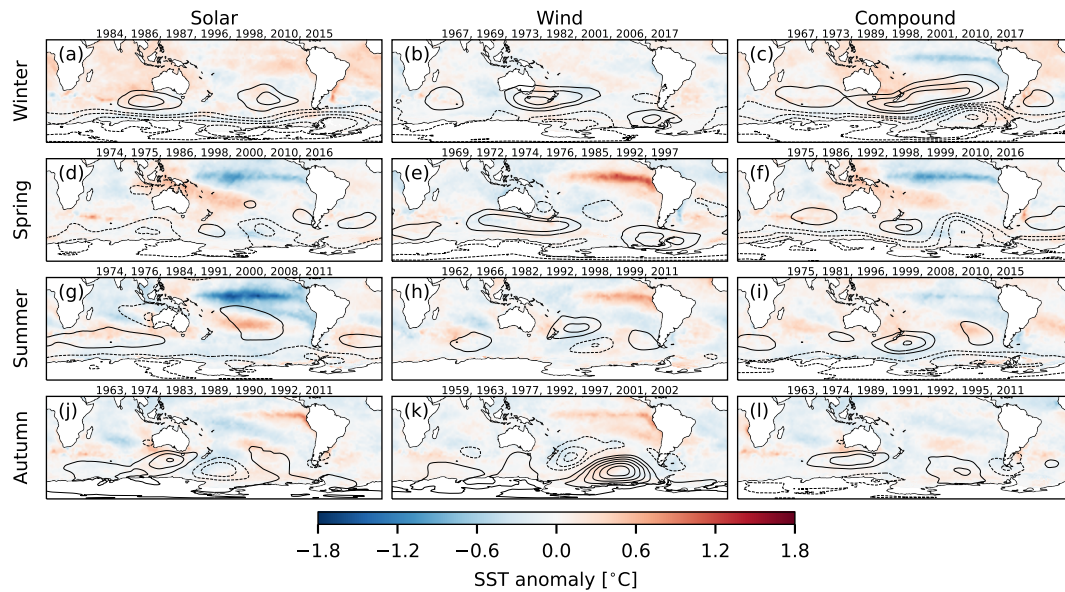 Solar Wind Compound
1984, 1986, 1987, 1996, 1998, 2010, 2015 1967, 1969, 1973, 1982, 2001, 2006, 2017 1967, 1973, 1989, 1998, 2001, 2010, 2017
Winter (a) (b) (c)
1974, 1975, 1986, 1998, 2000, 2010, 2016 1969, 1972, 1974, 1976, 1985, 1992, 1997 1975, 1986, 1992, 1998, 1999, 2010, 2016
Spring (d) (e) (f)
1974, 1976, 1984, 1991, 2000, 2008, 2011 1962, 1966, 1982, 1992, 1998, 1999, 2011 1975, 1981, 1996, 1999, 2008, 2010, 2015
Summer (g) (h) (i)
1963, 1974, 1983, 1989, 1990, 1992, 2011 1959, 1963, 1977, 1992, 1997, 2001, 2002 1963, 1974, 1989, 1991, 1992, 1995, 2011
Autumn (j) (k) (l)
−1.8 −1.2 −0.6 0.0 0.6 1.2 1.8
SST anomaly [°C]